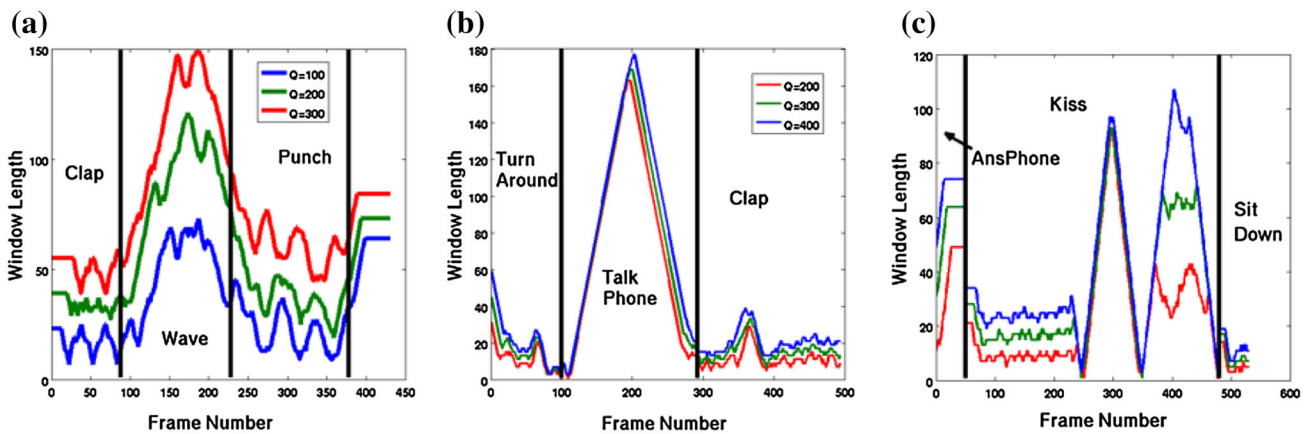 (a)
150
100
50
0
Window Length
0 50 100 150 200 250 300 350 400 450
Frame Number
Q=100
Q=200
Q=300
Clap
Wave
Punch
(b)
180
160
140
120
100
80
60
40
20
0
Window Length
0 100 200 300 400 500
Frame Number
Q=200
Q=300
Q=400
Turn
Around
Talk
Phone
Clap
(c)
120
100
80
60
40
20
0
Window Length
0 100 200 300 400 500 600
Frame Number
AnsPhone
Kiss
Sit
Down